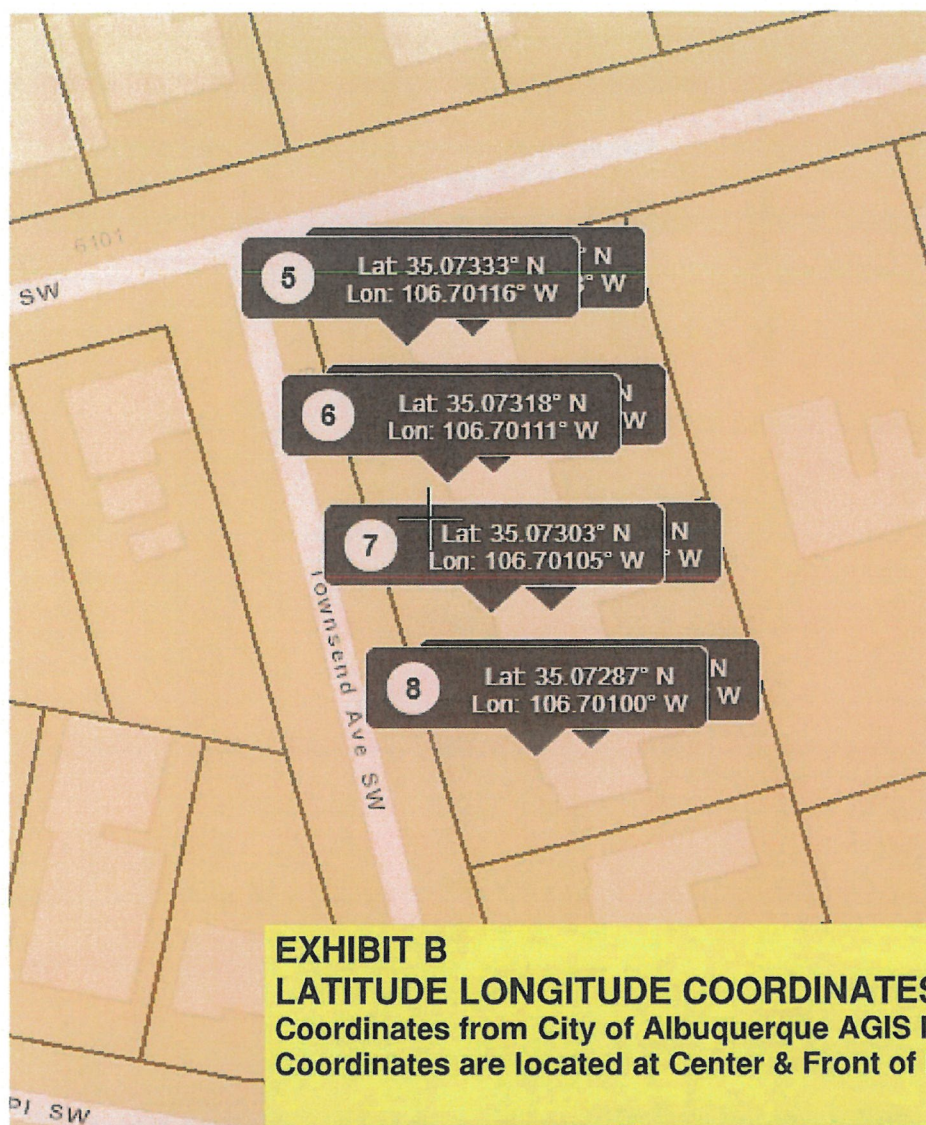 6101
SW
5
Lat: 35.07333° N
Lon: 106.70116° W
° N
° W
6
Lat: 35.07318° N
Lon: 106.70111° W
N
W
7
Lat: 35.07303° N
Lon: 106.70105° W
N
° W
8
Lat: 35.07287° N
Lon: 106.70100° W
N
W
Townsend Ave SW
EXHIBIT B
LATITUDE LONGITUDE COORDINATES
Coordinates from City of Albuquerque AGIS
Coordinates are located at Center & Front of
Pl SW